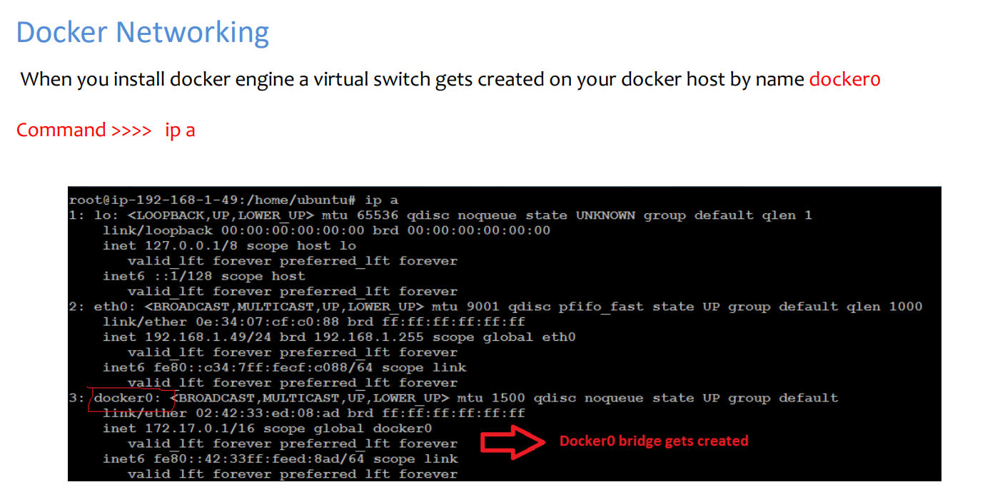 Docker Networking
When you install docker engine a virtual switch gets created on your docker host by name docker0
Command >>>> ip a
root@ip-192-168-1-49:/home/ubuntu# ip a
1: lo: <LOOPBACK,UP,LOWER_UP> mtu 65536 qdisc noqueue state UNKNOWN group default qlen 1
link/loopback 00:00:00:00:00:00 brd 00:00:00:00:00:00
inet 127.0.0.1/8 scope host lo
valid_lft forever preferred_lft forever
inet6 ::1/128 scope host
valid_lft forever preferred_lft forever
2: eth0: <BROADCAST,MULTICAST,UP,LOWER_UP> mtu 9001 qdisc pfifo_fast state UP group default qlen 1000
link/ether 0e:34:07:cf:c0:88 brd ff:ff:ff:ff:ff:ff
inet 192.168.1.49/24 brd 192.168.1.255 scope global eth0
valid_lft forever preferred_lft forever
inet6 fe80::c34:7ff:fecf:c088/64 scope link
valid_lft forever preferred_lft forever
3: docker0: <BROADCAST,MULTICAST,UP,LOWER_UP> mtu 1500 qdisc noqueue state UP group default
link/ether 02:42:33:ed:08:ad brd ff:ff:ff:ff:ff:ff
inet 172.17.0.1/16 scope global docker0
valid_lft forever preferred_lft forever
Docker0 bridge gets created
inet6 fe80::42:33ff:feed:8ad/64 scope link
valid_lft forever preferred_lft forever